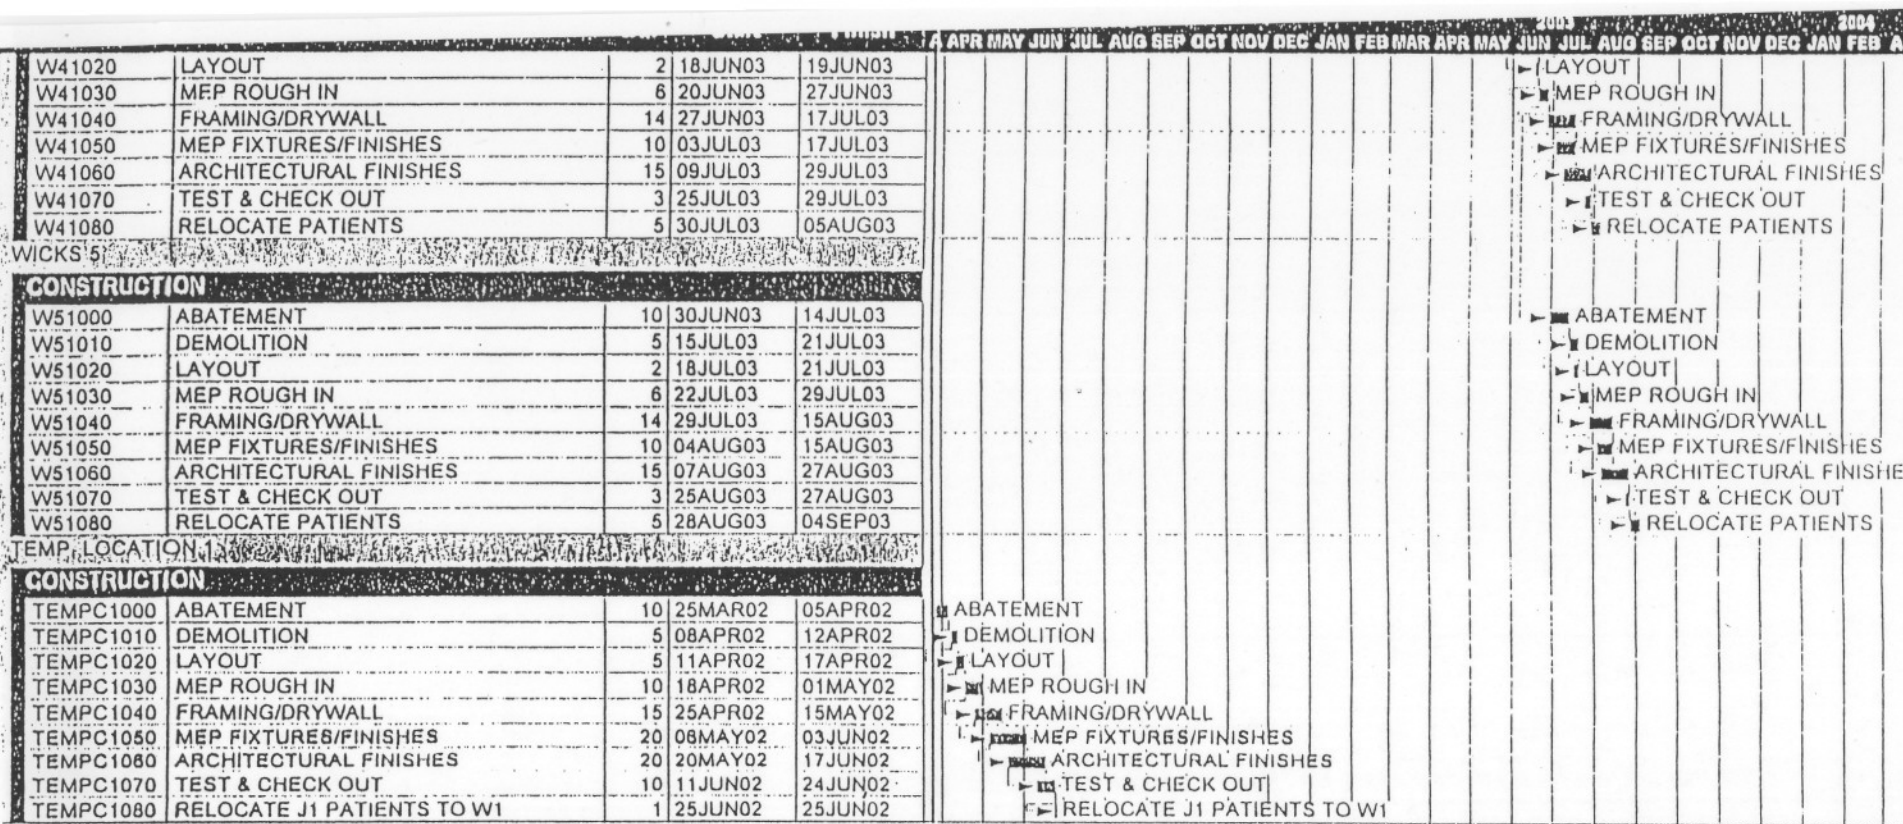 2003 2004
A APR MAY JUN JUL AUG SEP OCT NOV DEC JAN FEB MAR APR MAY JUN JUL AUG SEP OCT NOV DEC JAN FEB
W41020 LAYOUT 2 18JUN03 19JUN03 LAYOUT
W41030 MEP ROUGH IN 6 20JUN03 27JUN03 MEP ROUGH IN
W41040 FRAMING/DRYWALL 14 27JUN03 17JUL03 FRAMING/DRYWALL
W41050 MEP FIXTURES/FINISHES 10 03JUL03 17JUL03 MEP FIXTURES/FINISHES
W41060 ARCHITECTURAL FINISHES 15 09JUL03 29JUL03 ARCHITECTURAL FINISHES
W41070 TEST & CHECK OUT 3 25JUL03 29JUL03 TEST & CHECK OUT
W41080 RELOCATE PATIENTS 5 30JUL03 05AUG03 RELOCATE PATIENTS
WICKS 5
CONSTRUCTION
W51000 ABATEMENT 10 30JUN03 14JUL03 ABATEMENT
W51010 DEMOLITION 5 15JUL03 21JUL03 DEMOLITION
W51020 LAYOUT 2 18JUL03 21JUL03 LAYOUT
W51030 MEP ROUGH IN 6 22JUL03 29JUL03 MEP ROUGH IN
W51040 FRAMING/DRYWALL 14 29JUL03 15AUG03 FRAMING/DRYWALL
W51050 MEP FIXTURES/FINISHES 10 04AUG03 15AUG03 MEP FIXTURES/FINISHES
W51060 ARCHITECTURAL FINISHES 15 07AUG03 27AUG03 ARCHITECTURAL FINISHE
W51070 TEST & CHECK OUT 3 25AUG03 27AUG03 TEST & CHECK OUT
W51080 RELOCATE PATIENTS 5 28AUG03 04SEP03 RELOCATE PATIENTS
TEMP. LOCATION 1
CONSTRUCTION
TEMPC1000 ABATEMENT 10 25MAR02 05APR02 ABATEMENT
TEMPC1010 DEMOLITION 5 08APR02 12APR02 DEMOLITION
TEMPC1020 LAYOUT 5 11APR02 17APR02 LAYOUT
TEMPC1030 MEP ROUGH IN 10 18APR02 01MAY02 MEP ROUGH IN
TEMPC1040 FRAMING/DRYWALL 15 25APR02 15MAY02 FRAMING/DRYWALL
TEMPC1050 MEP FIXTURES/FINISHES 20 06MAY02 03JUN02 MEP FIXTURES/FINISHES
TEMPC1060 ARCHITECTURAL FINISHES 20 20MAY02 17JUN02 ARCHITECTURAL FINISHES
TEMPC1070 TEST & CHECK OUT 10 11JUN02 24JUN02 TEST & CHECK OUT
TEMPC1080 RELOCATE J1 PATIENTS TO W1 1 25JUN02 25JUN02 RELOCATE J1 PATIENTS TO W1